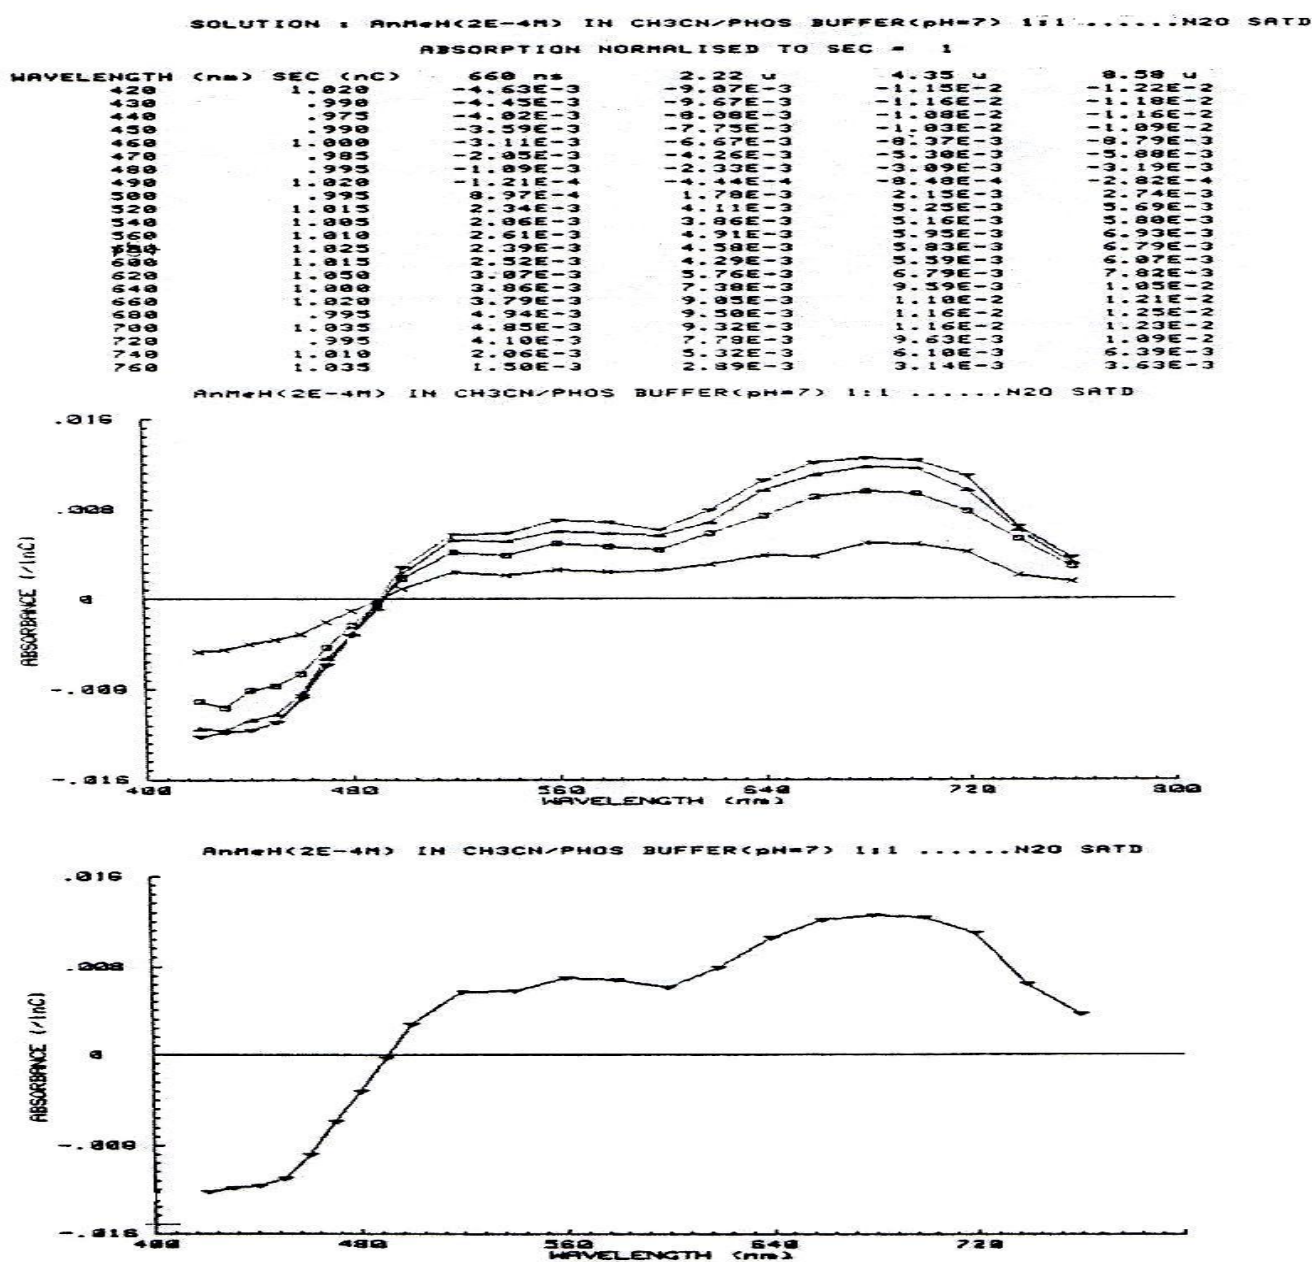 SOLUTION : AnMeH(2E-4M) IN CH3CN/PHOS BUFFER(pH=7) 1:1 ......N2O SATD
ABSORPTION NORMALISED TO SEC = 1
WAVELENGTH (nm) SEC (nC) 660 ns 2.22 u 4.35 u 8.58 u
420 1.020 -4.63E-3 -9.07E-3 -1.15E-2 -1.22E-2
430 .990 -4.45E-3 -9.67E-3 -1.16E-2 -1.18E-2
440 .975 -4.02E-3 -8.08E-3 -1.08E-2 -1.16E-2
450 .990 -3.59E-3 -7.75E-3 -1.03E-2 -1.09E-2
460 1.000 -3.11E-3 -6.67E-3 -8.37E-3 -8.79E-3
470 .985 -2.05E-3 -4.26E-3 -5.30E-3 -5.88E-3
480 .995 -1.09E-3 -2.33E-3 -3.09E-3 -3.19E-3
490 1.020 -1.21E-4 -4.44E-4 -8.48E-4 -2.82E-4
500 .995 8.97E-4 1.78E-3 2.15E-3 2.74E-3
520 1.015 2.34E-3 4.11E-3 5.25E-3 5.69E-3
540 1.005 2.06E-3 3.86E-3 5.16E-3 5.80E-3
560 1.010 2.61E-3 4.91E-3 5.95E-3 6.93E-3
1.025 2.39E-3 4.58E-3 5.83E-3 6.79E-3
600 1.015 2.52E-3 4.29E-3 5.59E-3 6.07E-3
620 1.050 3.07E-3 5.76E-3 6.79E-3 7.82E-3
640 1.000 3.86E-3 7.38E-3 9.59E-3 1.05E-2
660 1.020 3.79E-3 9.05E-3 1.10E-2 1.21E-2
680 .995 4.94E-3 9.50E-3 1.16E-2 1.25E-2
700 1.035 4.85E-3 9.32E-3 1.16E-2 1.23E-2
720 .995 4.10E-3 7.78E-3 9.63E-3 1.09E-2
740 1.010 2.06E-3 5.32E-3 6.10E-3 6.39E-3
760 1.035 1.50E-3 2.89E-3 3.14E-3 3.63E-3
AnMeH(2E-4M) IN CH3CN/PHOS BUFFER(pH=7) 1:1 ......N2O SATD
.016
.008
0
-.008
-.016
ABSORBANCE (/1nC)
400 480 560 640 720 800
WAVELENGTH (nm)
AnMeH(2E-4M) IN CH3CN/PHOS BUFFER(pH=7) 1:1 ......N2O SATD
.016
.008
0
-.008
-.016
ABSORBANCE (/1nC)
400 480 560 640 720
WAVELENGTH (nm)